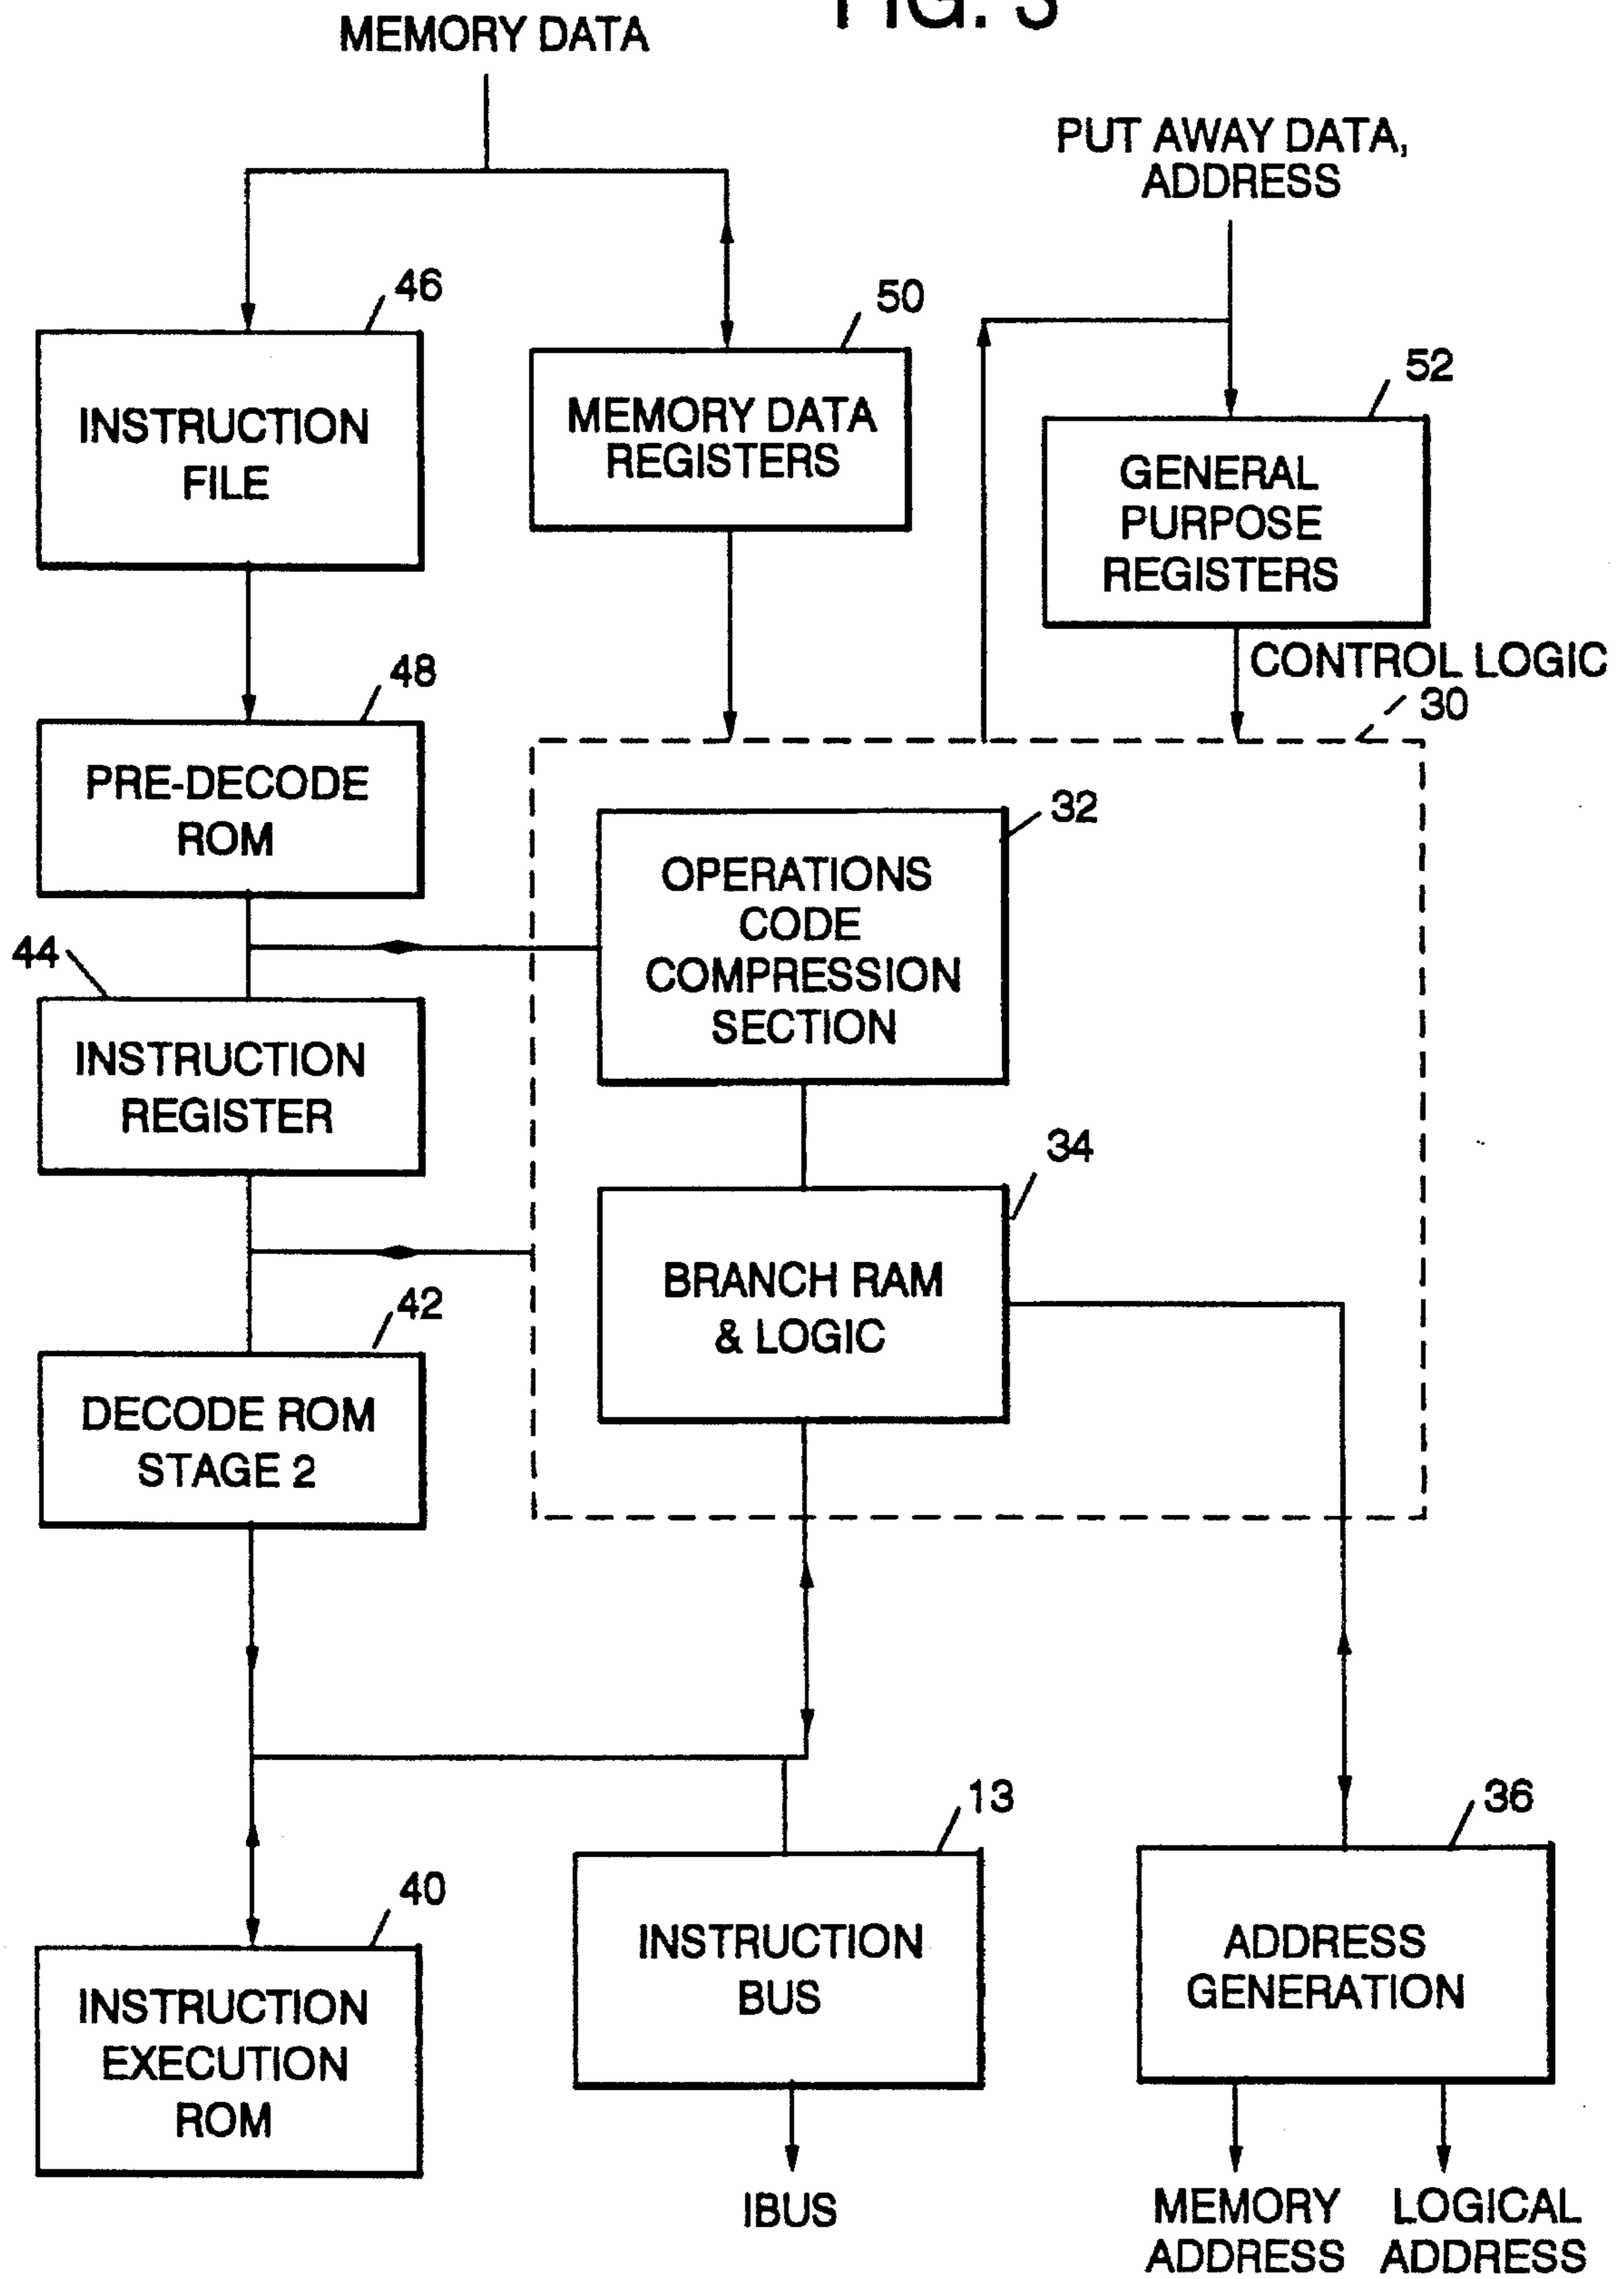 FIG. 3
MEMORY DATA
PUT AWAY DATA,
ADDRESS
46
50
52
INSTRUCTION
FILE
MEMORY DATA
REGISTERS
GENERAL
PURPOSE
REGISTERS
CONTROL LOGIC
30
48
PRE-DECODE
ROM
32
OPERATIONS
CODE
COMPRESSION
SECTION
44
INSTRUCTION
REGISTER
34
BRANCH RAM
& LOGIC
42
DECODE ROM
STAGE 2
13
36
40
INSTRUCTION
EXECUTION
ROM
INSTRUCTION
BUS
ADDRESS
GENERATION
IBUS
MEMORY
ADDRESS
LOGICAL
ADDRESS